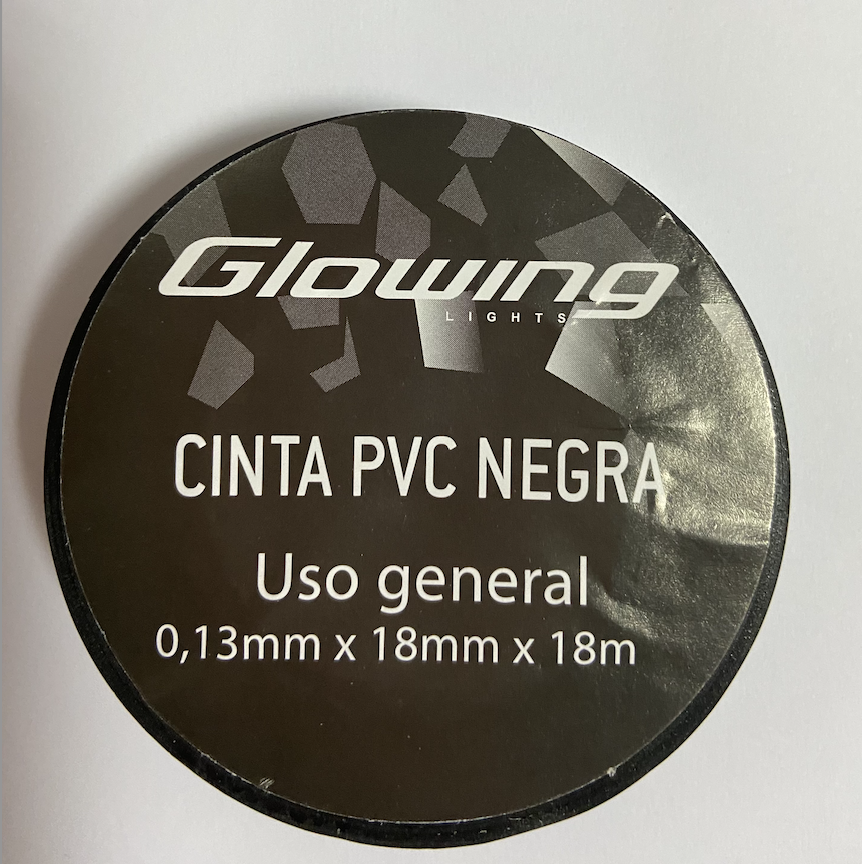 Glowing
LIGHTS
CINTA PVC NEGRA
Uso general
0,13mm x 18mm x 18m